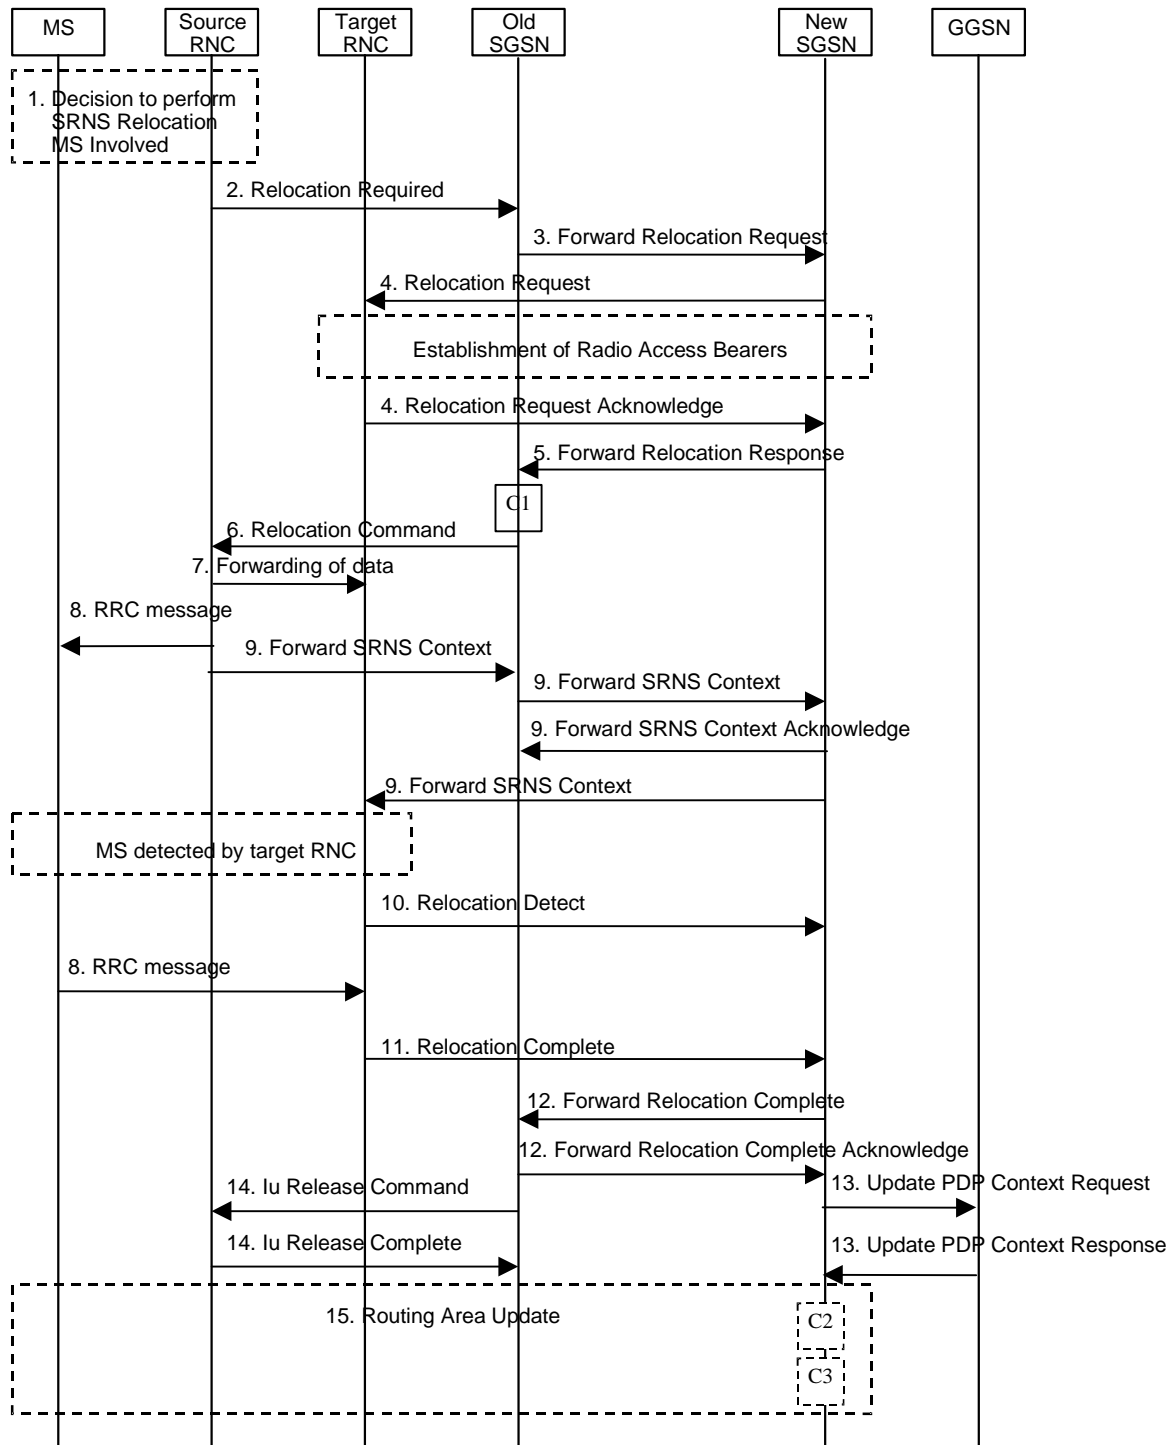 MS
Source
RNC
Target
RNC
Old
SGSN
New
SGSN
GGSN
1. Decision to perform
SRNS Relocation
MS Involved
2. Relocation Required
3. Forward Relocation Request
4. Relocation Request
Establishment of Radio Access Bearers
4. Relocation Request Acknowledge
5. Forward Relocation Response
C1
6. Relocation Command
7. Forwarding of data
8. RRC message
9. Forward SRNS Context
9. Forward SRNS Context
9. Forward SRNS Context Acknowledge
9. Forward SRNS Context
MS detected by target RNC
10. Relocation Detect
8. RRC message
11. Relocation Complete
12. Forward Relocation Complete
12. Forward Relocation Complete Acknowledge
14. Iu Release Command
13. Update PDP Context Request
14. Iu Release Complete
13. Update PDP Context Response
15. Routing Area Update
C2
C3